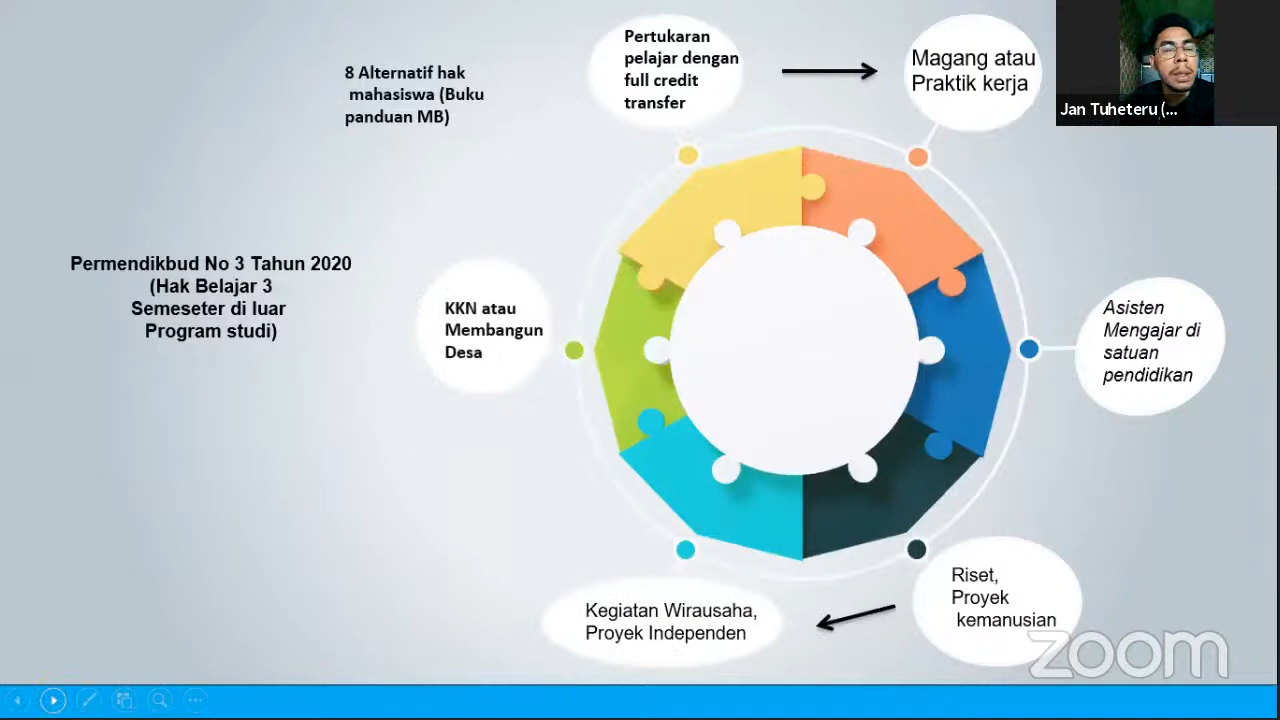 8 Alternatif hak
mahasiswa (Buku
panduan MB)
Pertukaran
pelajar dengan
full credit
transfer
Magang atau
Praktik kerja
Jan Tuheteru (...
Permendikbud No 3 Tahun 2020
(Hak Belajar 3
Semeseter di luar
Program studi)
KKN atau
Membangun
Desa
Asisten
Mengajar di
satuan
pendidikan
Riset,
Proyek
kemanusian
Kegiatan Wirausaha,
Proyek Independen
zoom